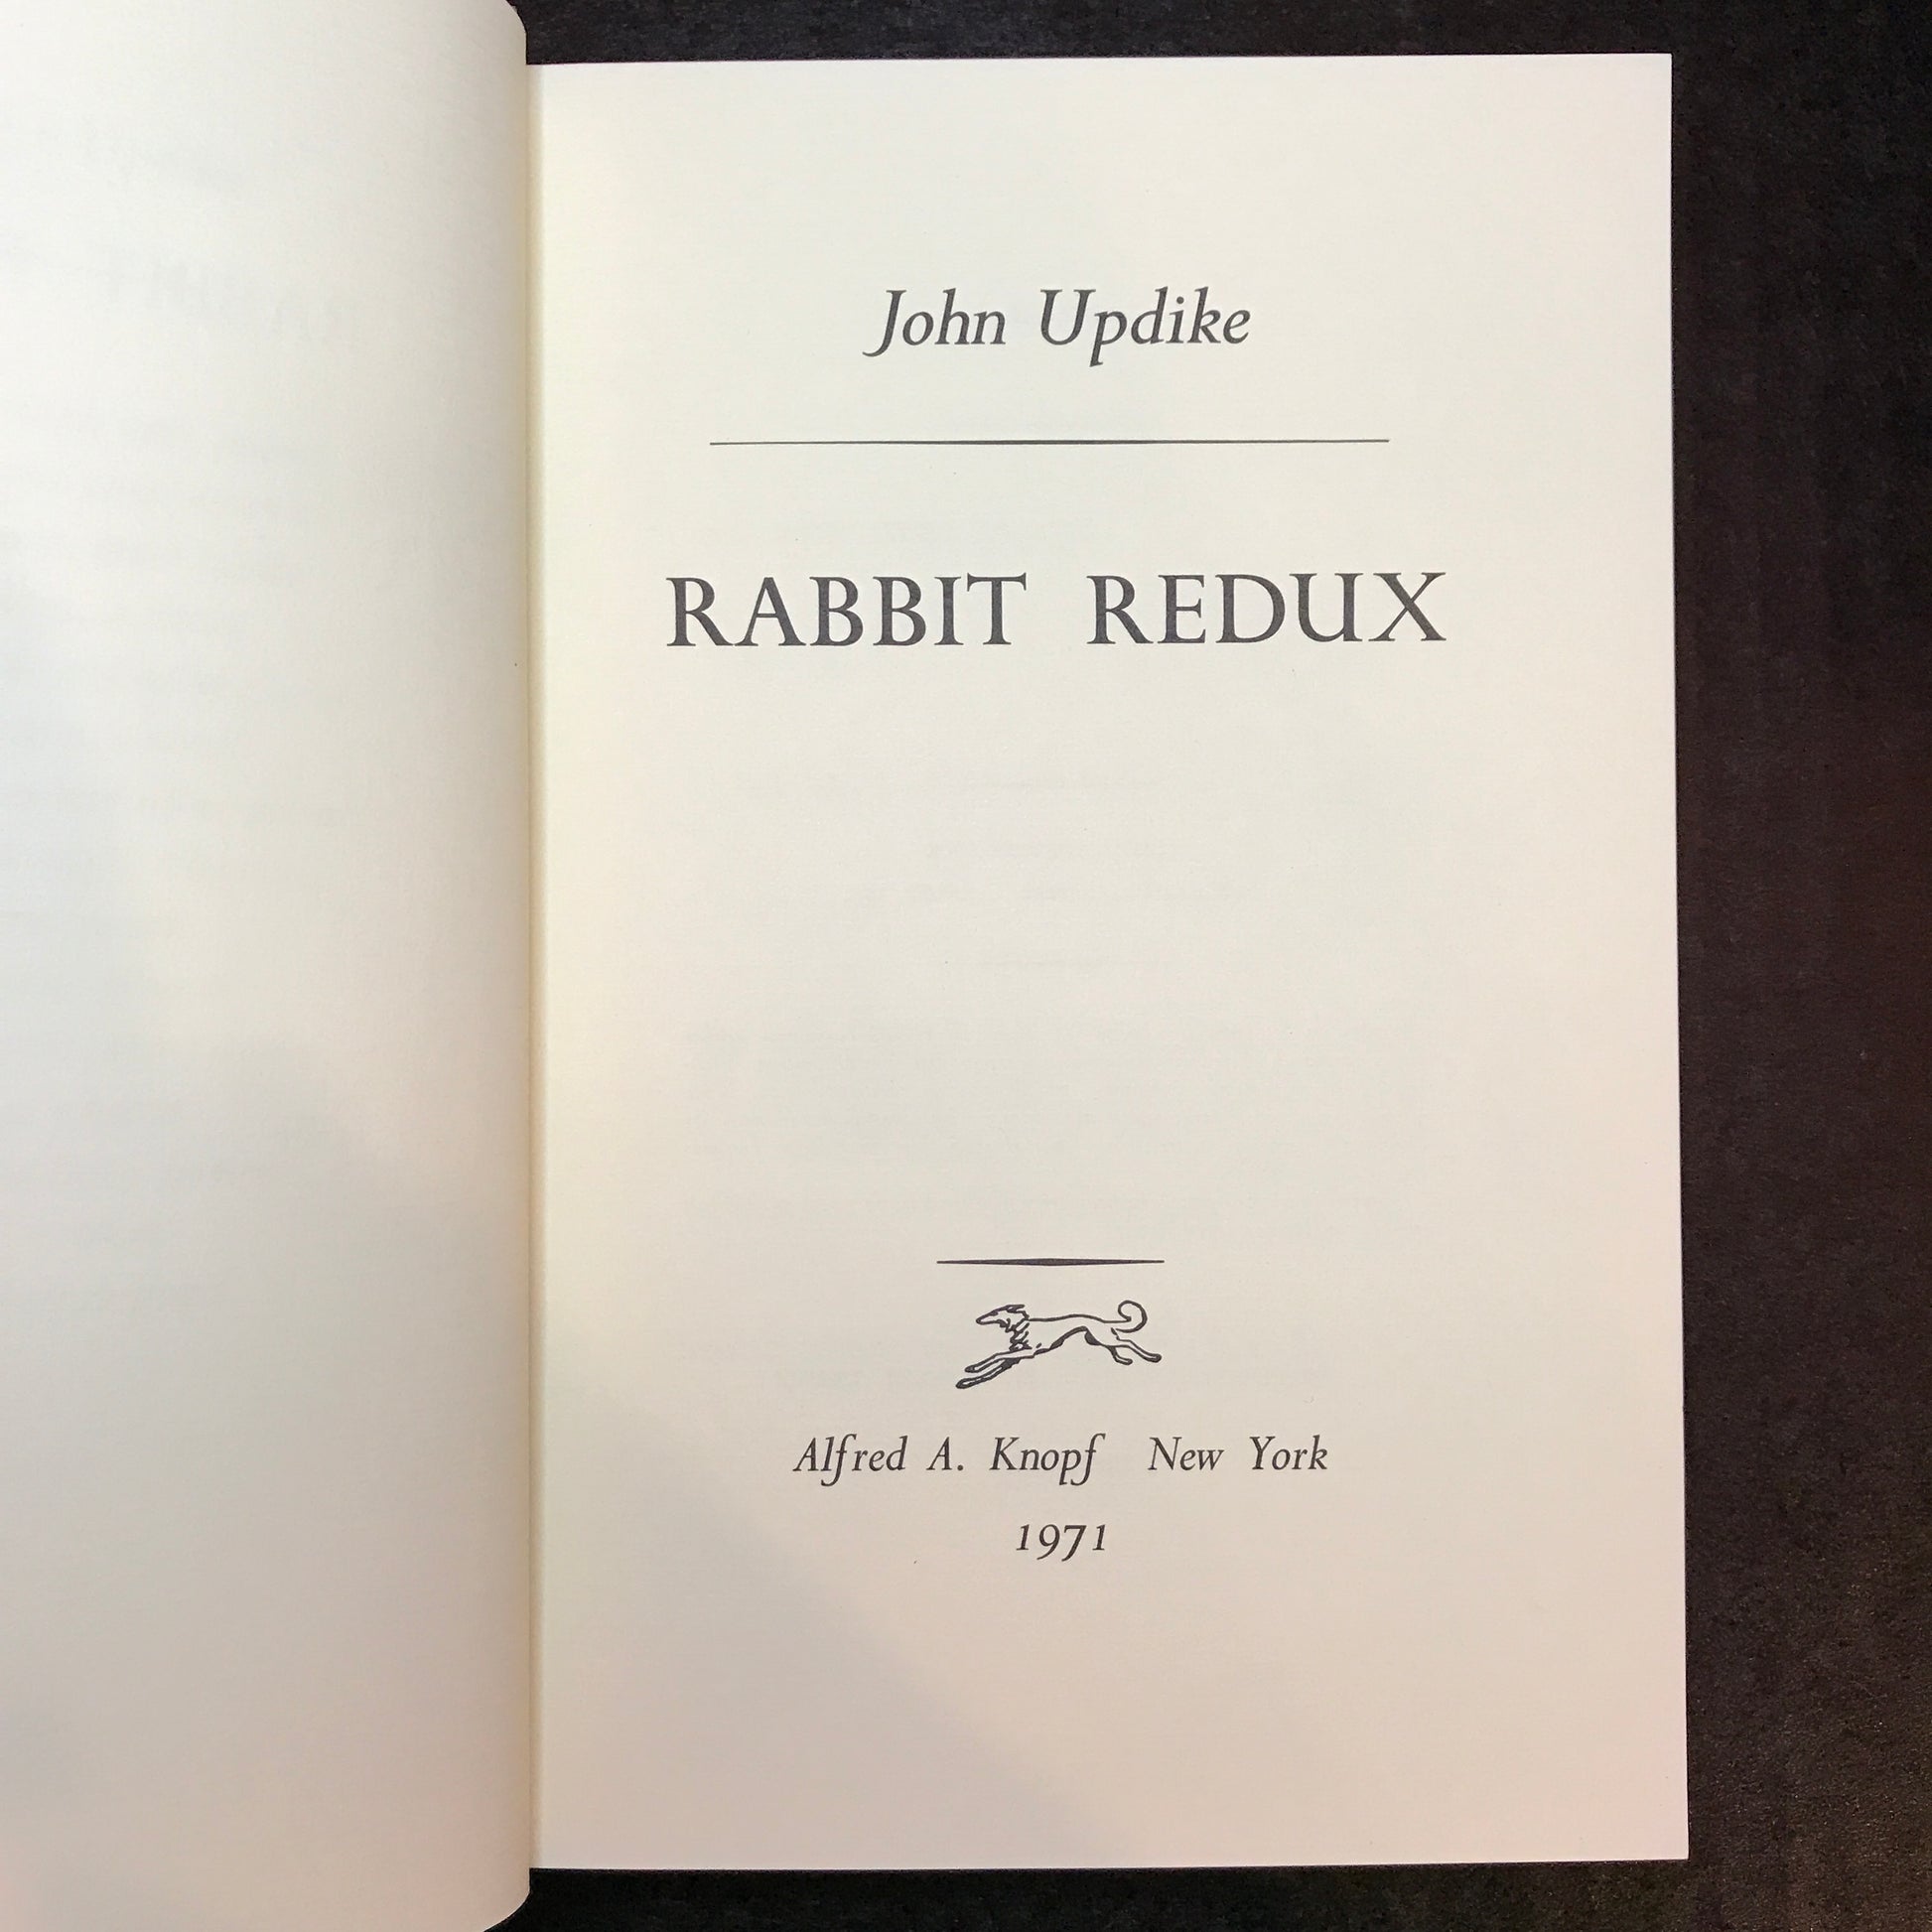 John Updike
RABBIT REDUX
Alfred A. Knopf New York
1971